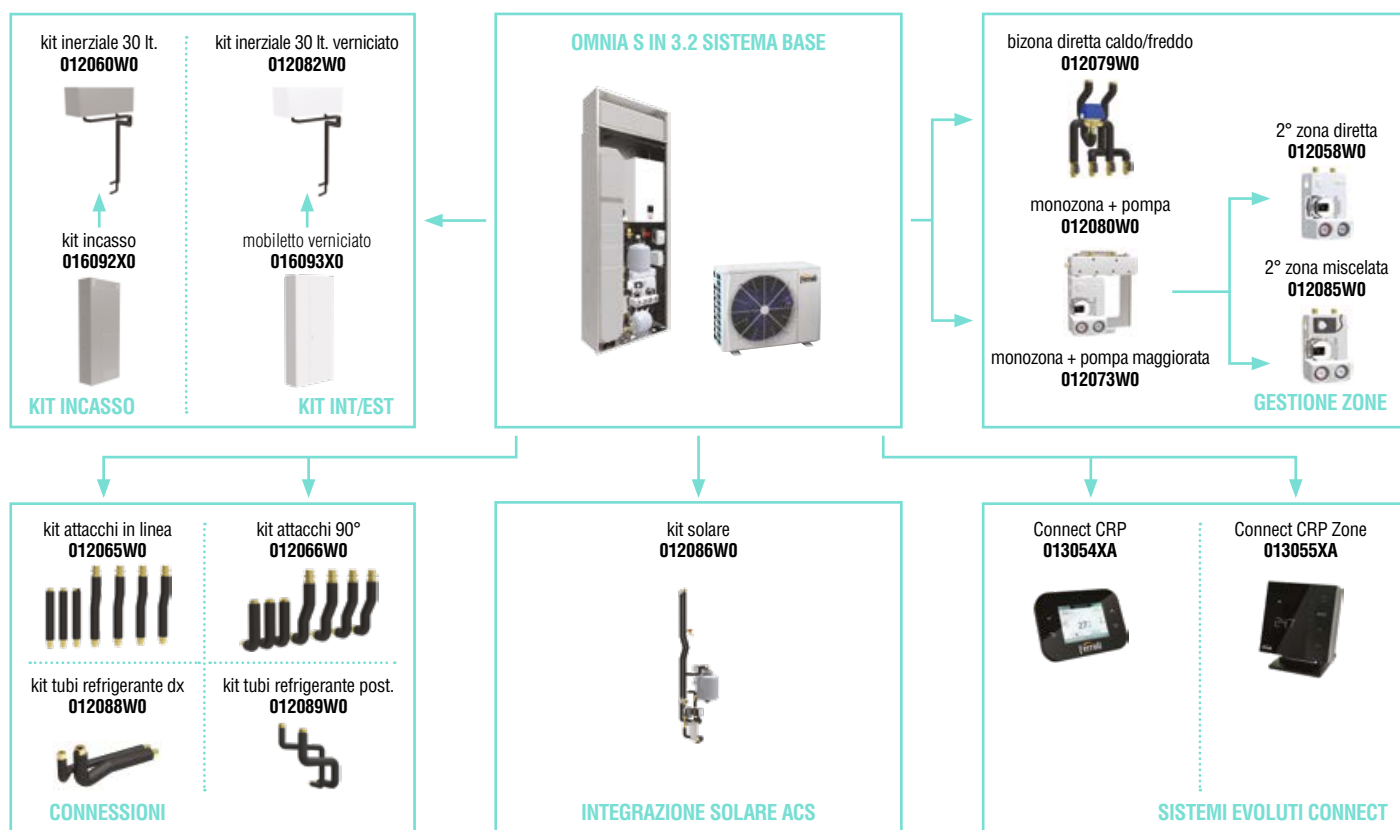 kit inerziale 30 lt.
012060W0
kit inerziale 30 lt. verniciato
012082W0
kit incasso
016092X0
mobiletto verniciato
016093X0
KIT INCASSO
KIT INT/EST
OMNIA S IN 3.2 SISTEMA BASE
bizona diretta caldo/freddo
012079W0
monozona + pompa
012080W0
monozona + pompa maggiorata
012073W0
2° zona diretta
012058W0
2° zona miscelata
012085W0
GESTIONE ZONE
kit attacchi in linea
012065W0
kit attacchi 90°
012066W0
kit tubi refrigerante dx
012088W0
kit tubi refrigerante post.
012089W0
CONNESSIONI
kit solare
012086W0
INTEGRAZIONE SOLARE ACS
Connect CRP
013054XA
ferroli
Connect CRP Zone
013055XA
SISTEMI EVOLUTI CONNECT